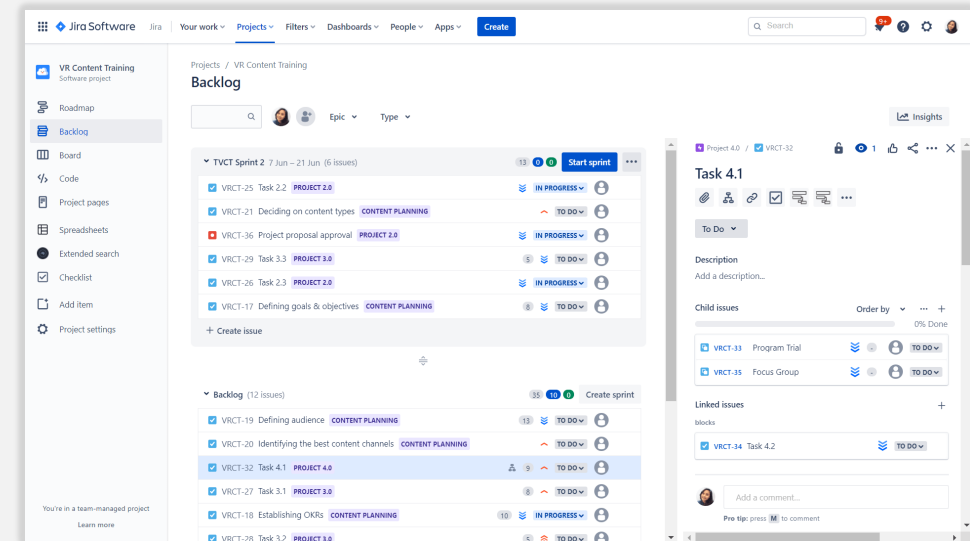 Jira Software Jira Your work Projects Filters Dashboards People Apps Create Search 9+
VR Content Training
Software project
Roadmap
Backlog
Board
Code
Project pages
Spreadsheets
Extended search
Checklist
Add item
Project settings
You're in a team-managed project
Learn more
Projects / VR Content Training
Backlog
Epic Type Insights
TVCT Sprint 2 7 Jun – 21 Jun (6 issues) 13 0 0 Start sprint
VRCT-25 Task 2.2 PROJECT 2.0 IN PROGRESS
VRCT-21 Deciding on content types CONTENT PLANNING TO DO
VRCT-36 Project proposal approval PROJECT 2.0 IN PROGRESS
VRCT-29 Task 3.3 PROJECT 3.0 5 TO DO
VRCT-26 Task 2.3 PROJECT 2.0 IN PROGRESS
VRCT-17 Defining goals & objectives CONTENT PLANNING 8 TO DO
+ Create issue
Backlog (12 issues) 35 10 0 Create sprint
VRCT-19 Defining audience CONTENT PLANNING 13 TO DO
VRCT-20 Identifying the best content channels CONTENT PLANNING TO DO
VRCT-32 Task 4.1 PROJECT 4.0 9 TO DO
VRCT-27 Task 3.1 PROJECT 3.0 8 TO DO
VRCT-18 Establishing OKRs CONTENT PLANNING 10 IN PROGRESS
VRCT-28 Task 3.2 PROJECT 3.0 5 TO DO
Project 4.0 / VRCT-32 1
Task 4.1
To Do
Description
Add a description...
Child issues Order by
0% Done
VRCT-33 Program Trial - TO DO
VRCT-35 Focus Group - TO DO
Linked issues
blocks
VRCT-34 Task 4.2 TO DO
Add a comment...
Pro tip: press M to comment